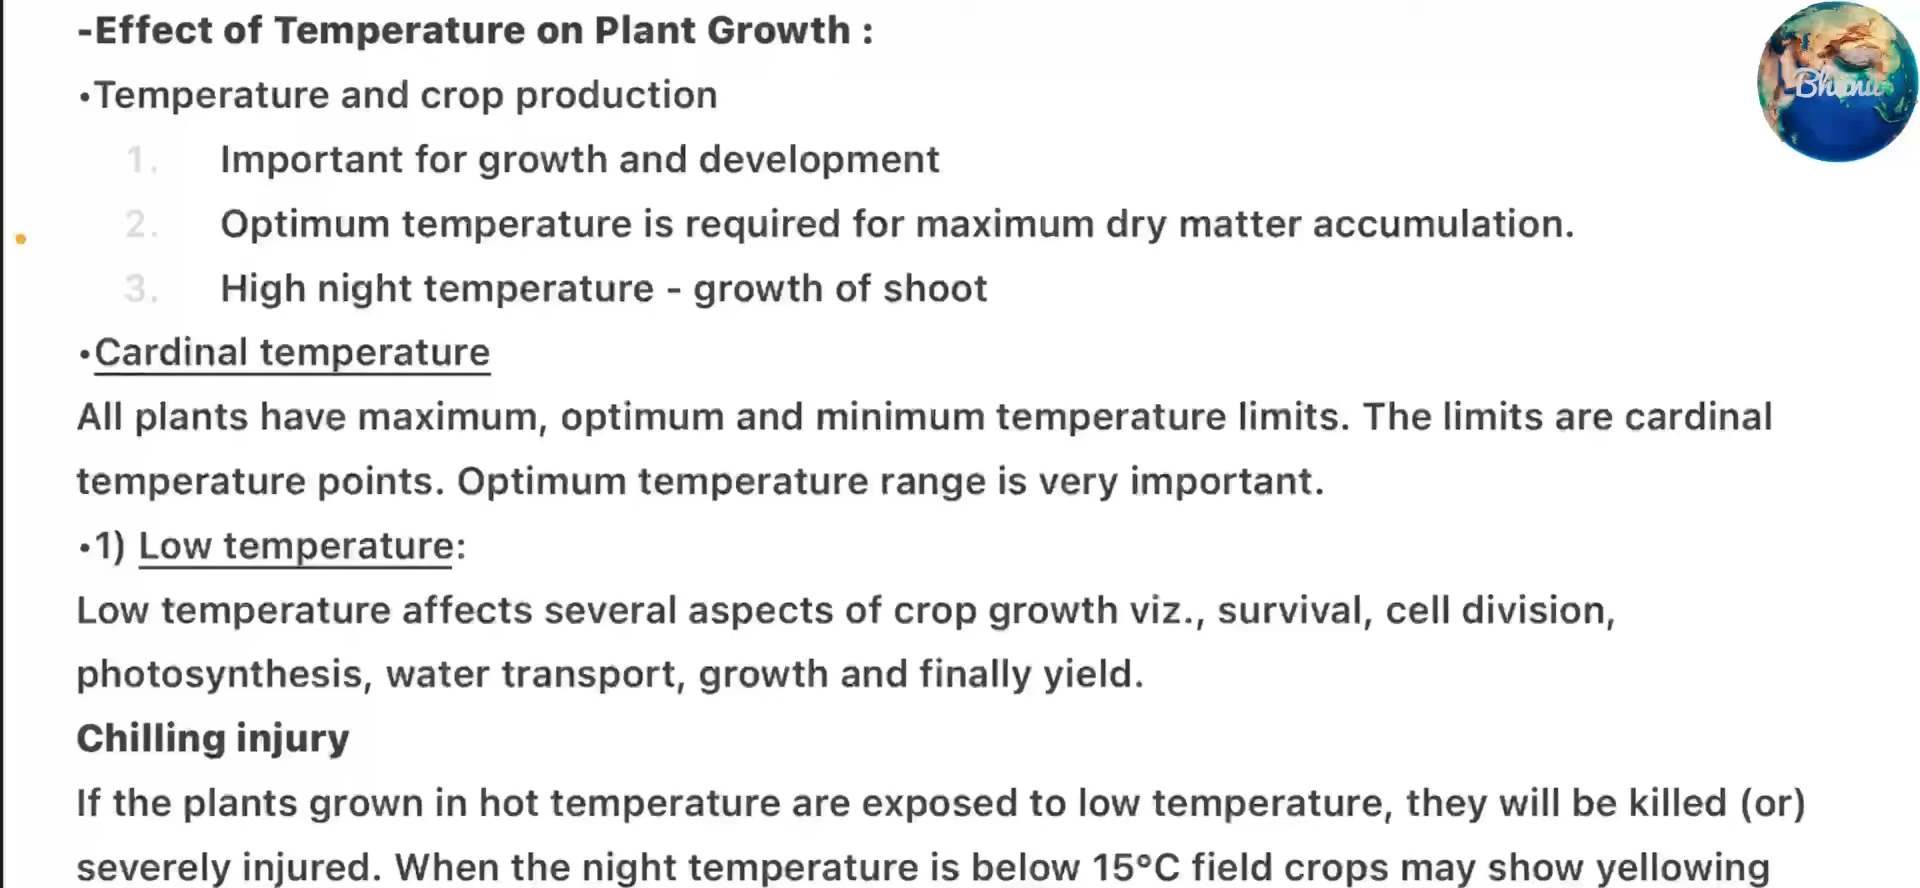 -Effect of Temperature on Plant Growth :
•Temperature and crop production
1. Important for growth and development
2. Optimum temperature is required for maximum dry matter accumulation.
3. High night temperature - growth of shoot
•Cardinal temperature
All plants have maximum, optimum and minimum temperature limits. The limits are cardinal
temperature points. Optimum temperature range is very important.
•1) Low temperature:
Low temperature affects several aspects of crop growth viz., survival, cell division,
photosynthesis, water transport, growth and finally yield.
Chilling injury
If the plants grown in hot temperature are exposed to low temperature, they will be killed (or)
severely injured. When the night temperature is below 15ºC field crops may show yellowing